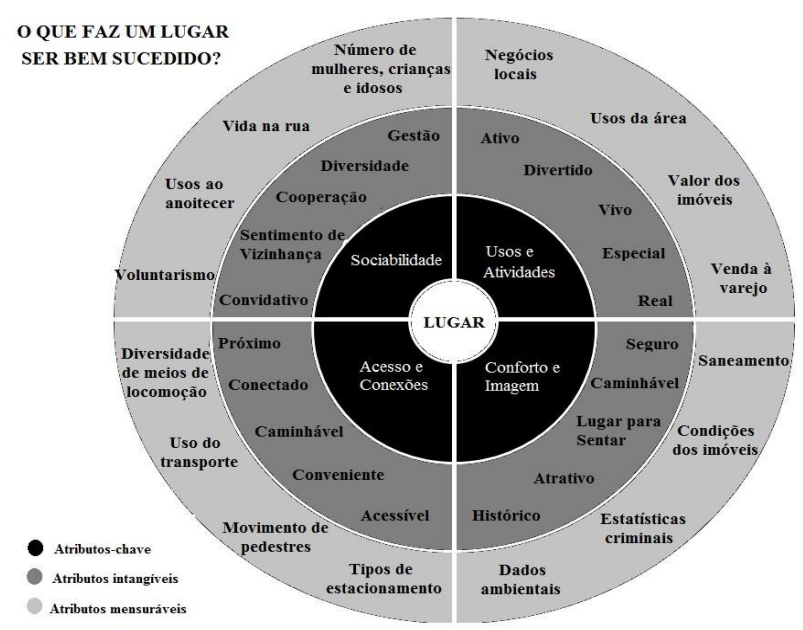 O QUE FAZ UM LUGAR
SER BEM SUCEDIDO?
Número de
mulheres, crianças
e idosos
Vida na rua
Usos ao
anoitecer
Voluntarismo
Gestão
Diversidade
Cooperação
Sentimento de
Vizinhança
Convidativo
Sociabilidade
Negócios
locais
Usos da área
Valor dos
imóveis
Venda à
varejo
Ativo
Divertido
Vivo
Especial
Real
Usos e
Atividades
LUGAR
Diversidade
de meios de
locomoção
Uso do
transporte
Movimento de
pedestres
Tipos de
estacionamento
Próximo
Conectado
Caminhável
Conveniente
Acessível
Acesso e
Conexões
Conforto e
Imagem
Seguro
Caminhável
Lugar para
Sentar
Atrativo
Histórico
Saneamento
Condições
dos imóveis
Estatísticas
criminais
Dados
ambientais
Atributos-chave
Atributos intangíveis
Atributos mensuráveis